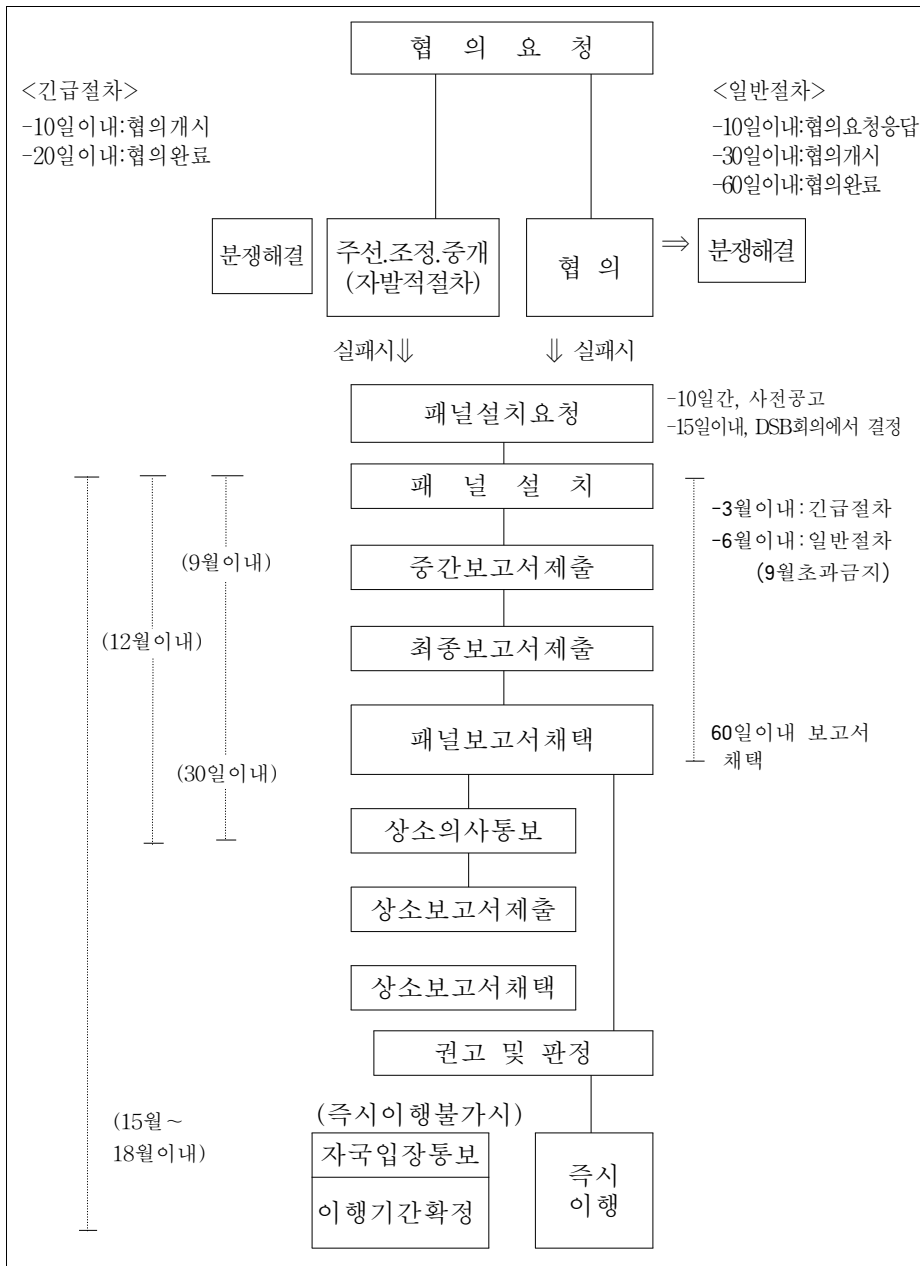 협 의 요 청
<긴급절차>
-10일이내:협의개시
-20일이내:협의완료
<일반절차>
-10일이내:협의요청응답
-30일이내:협의개시
-60일이내:협의완료
분쟁해결
주선.조정.중개
(자발적절차)
협 의
⇒
분쟁해결
실패시⇓
⇓ 실패시
패널설치요청
-10일간, 사전공고
-15일이내, DSB회의에서 결정
패 널 설 치
-3월이내:긴급절차
-6월이내:일반절차
(9월초과금지)
(9월이내)
중간보고서제출
(12월이내)
최종보고서제출
패널보고서채택
60일이내 보고서
채택
(30일이내)
상소의사통보
상소보고서제출
상소보고서채택
권고 및 판정
(15월~
18월이내)
(즉시이행불가시)
자국입장통보
이행기간확정
즉시
이행